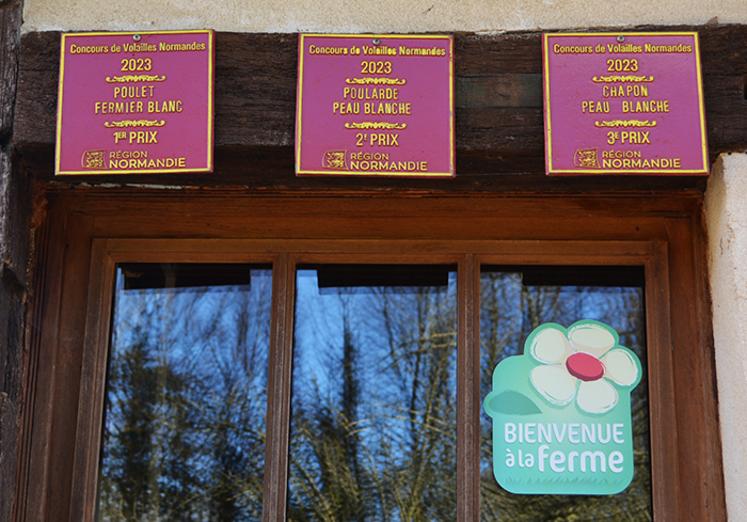 Concours de Volailles Normandes
2023
POULET
FERMIER BLANC
1ER PRIX
RÉGION
NORMANDIE
Concours de Volailles Normandes
2023
POULARDE
PEAU BLANCHE
2E PRIX
RÉGION
NORMANDIE
Concours de Volailles Normandes
2023
CHAPON
PEAU BLANCHE
3E PRIX
RÉGION
NORMANDIE
BIENVENUE
à la ferme